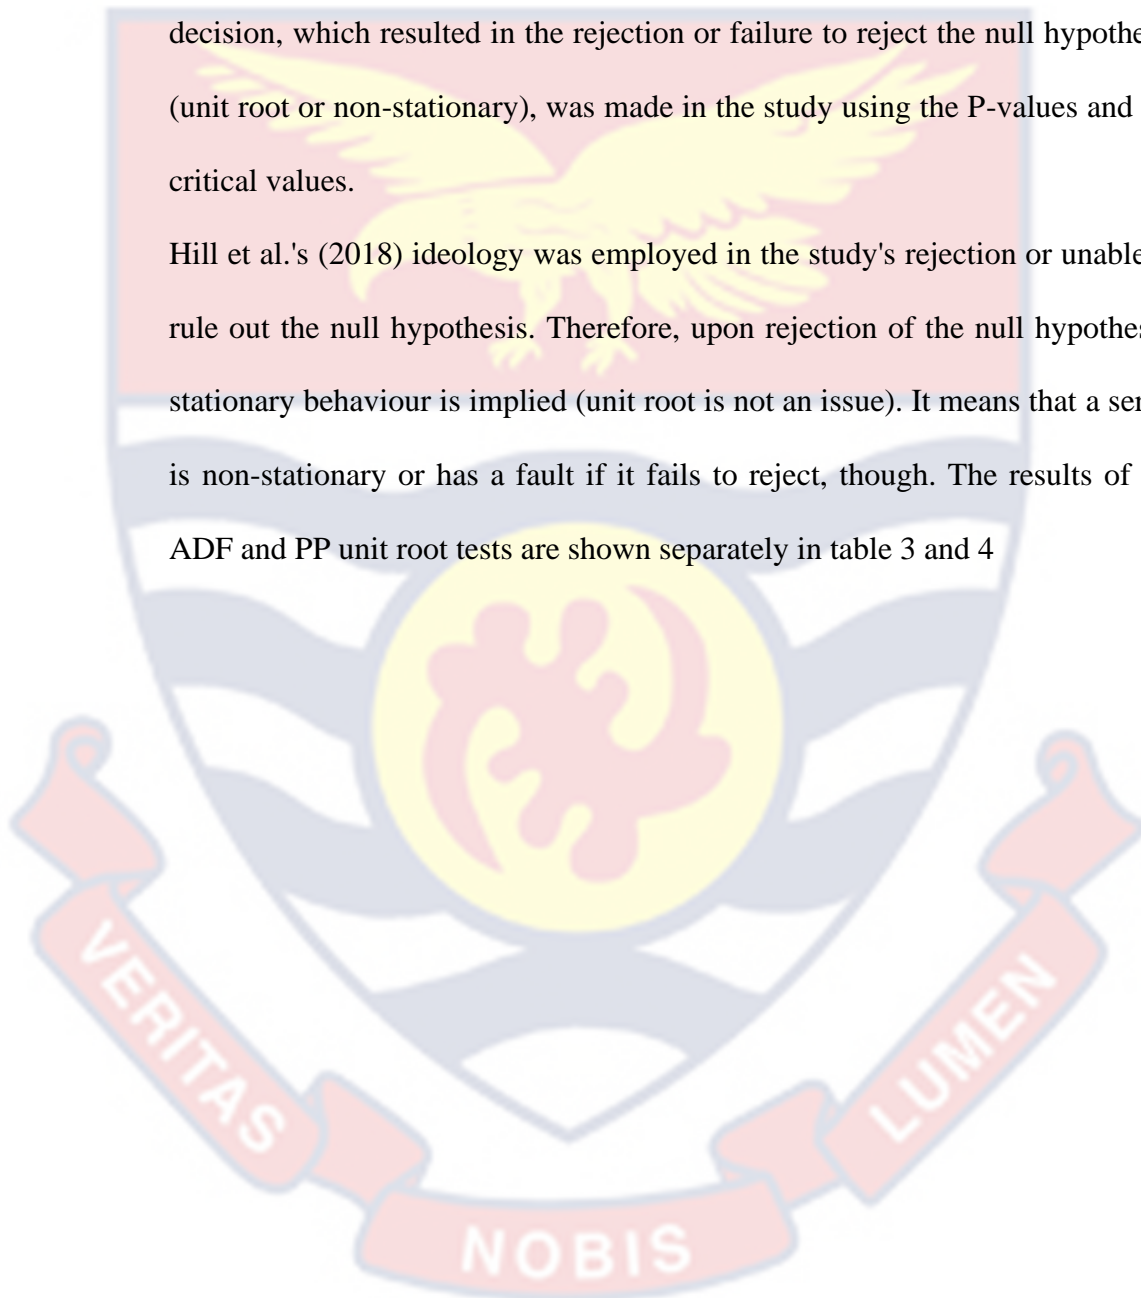 decision, which resulted in the rejection or failure to reject the null hypothe
(unit root or non-stationary), was made in the study using the P-values and
critical values.
Hill et al.'s (2018) ideology was employed in the study's rejection or unable
rule out the null hypothesis. Therefore, upon rejection of the null hypothes
stationary behaviour is implied (unit root is not an issue). It means that a ser
is non-stationary or has a fault if it fails to reject, though. The results of
ADF and PP unit root tests are shown separately in table 3 and 4
VERITAS
NOBIS
LUMEN